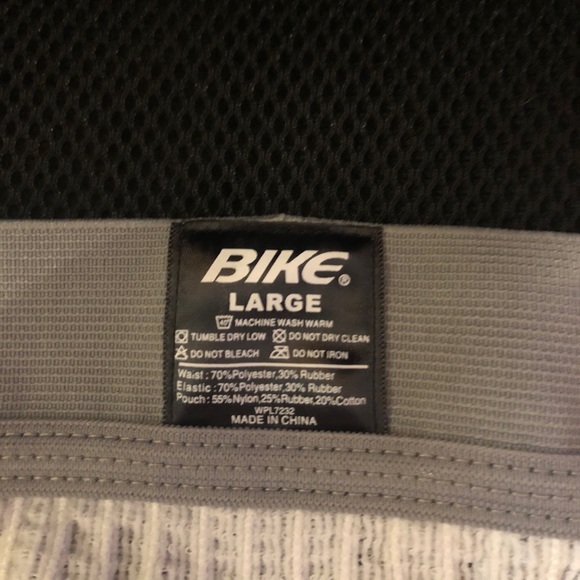 BIKE®
LARGE
40° MACHINE WASH WARM
TUMBLE DRY LOW DO NOT DRY CLEAN
DO NOT BLEACH DO NOT IRON
Waist: 70%Polyester,30% Rubber
Elastic: 70%Polyester,30% Rubber
Pouch: 55%Nylon,25%Rubber,20%Cotton
WPL7232
MADE IN CHINA